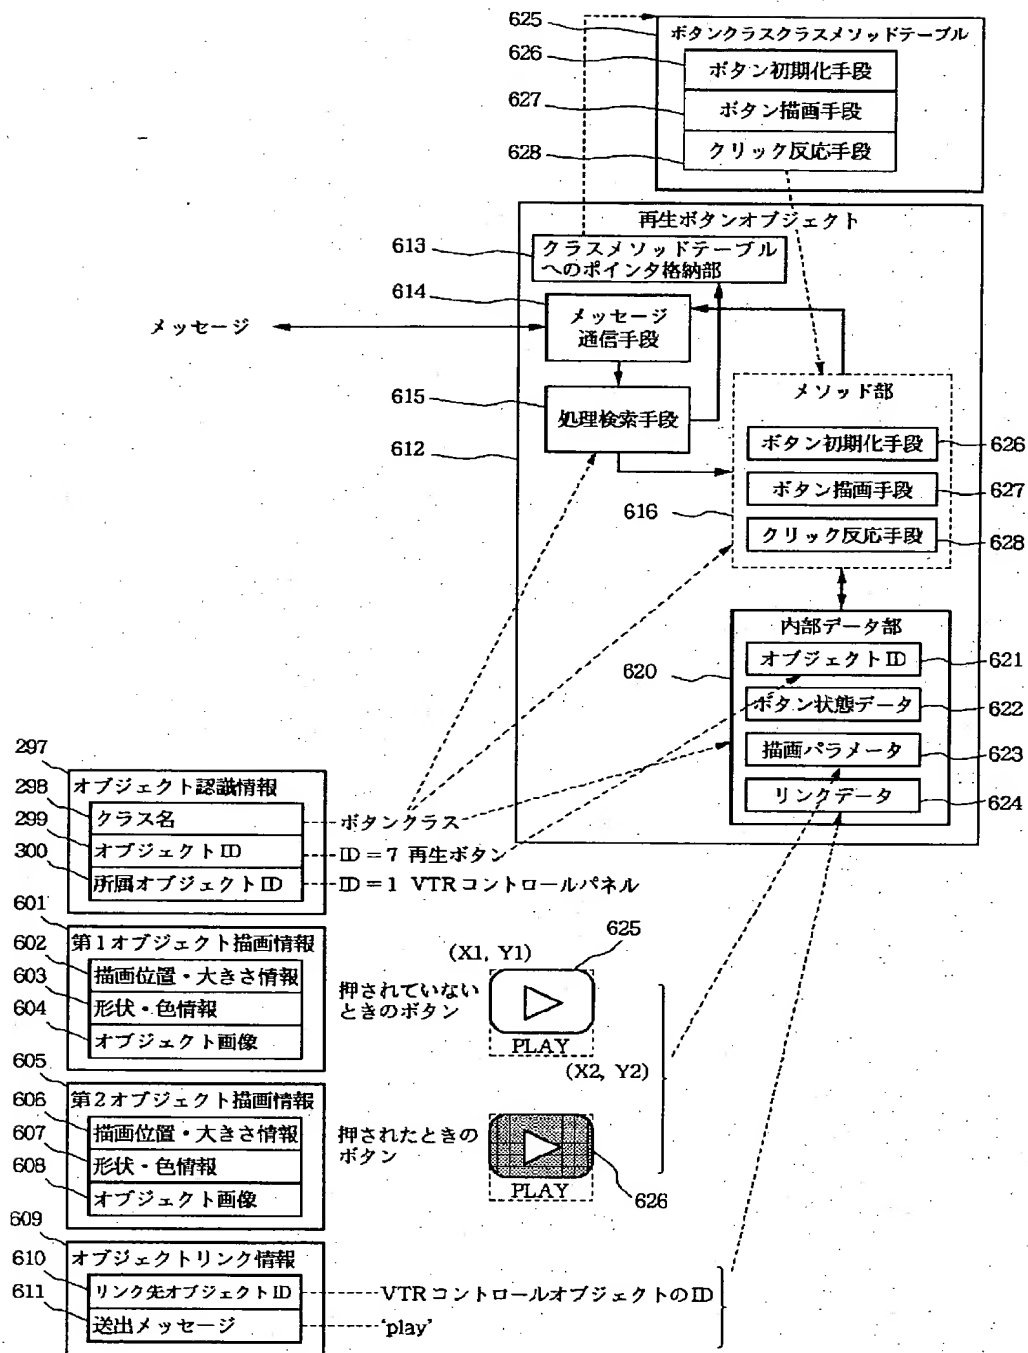 625
ボタンクラスクラスメソッドテーブル
626
ボタン初期化手段
627
ボタン描画手段
628
クリック反応手段
再生ボタンオブジェクト
613
クラスメソッドテーブル
へのポインタ格納部
614
メッセージ
メッセージ
通信手段
615
処理検索手段
612
メソッド部
ボタン初期化手段
626
ボタン描画手段
627
616
クリック反応手段
628
内部データ部
620
オブジェクトID
621
ボタン状態データ
622
描画パラメータ
623
リンクデータ
624
297
オブジェクト認識情報
298
クラス名
ボタンクラス
299
オブジェクトID
ID=7 再生ボタン
300
所属オブジェクトID
ID=1 VTRコントロールパネル
601
第1オブジェクト描画情報
602
描画位置・大きさ情報
603
形状・色情報
604
オブジェクト画像
押されていない
ときのボタン
(X1, Y1)
625
PLAY
(X2, Y2)
605
第2オブジェクト描画情報
606
描画位置・大きさ情報
607
形状・色情報
608
オブジェクト画像
押されたときの
ボタン
PLAY
626
609
オブジェクトリンク情報
610
リンク先オブジェクトID
VTRコントロールオブジェクトのID
611
送出メッセージ
'play'